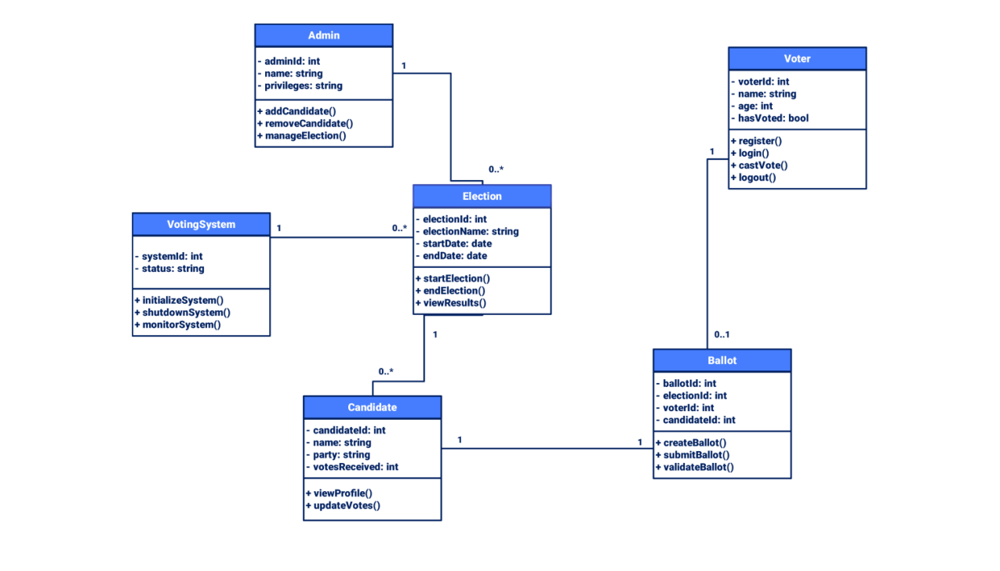 Admin
- adminId: int
- name: string
- privileges: string
+ addCandidate()
+ removeCandidate()
+ manageElection()
1
0..*
Voter
- voterId: int
- name: string
- age: int
- hasVoted: bool
+ register()
+ login()
+ castVote()
+ logout()
1
0..1
VotingSystem
- systemId: int
- status: string
+ initializeSystem()
+ shutdownSystem()
+ monitorSystem()
1
0..*
Election
- electionId: int
- electionName: string
- startDate: date
- endDate: date
+ startElection()
+ endElection()
+ viewResults()
1
0..*
Candidate
- candidateId: int
- name: string
- party: string
- votesReceived: int
+ viewProfile()
+ updateVotes()
1
1
Ballot
- ballotId: int
- electionId: int
- voterId: int
- candidateId: int
+ createBallot()
+ submitBallot()
+ validateBallot()